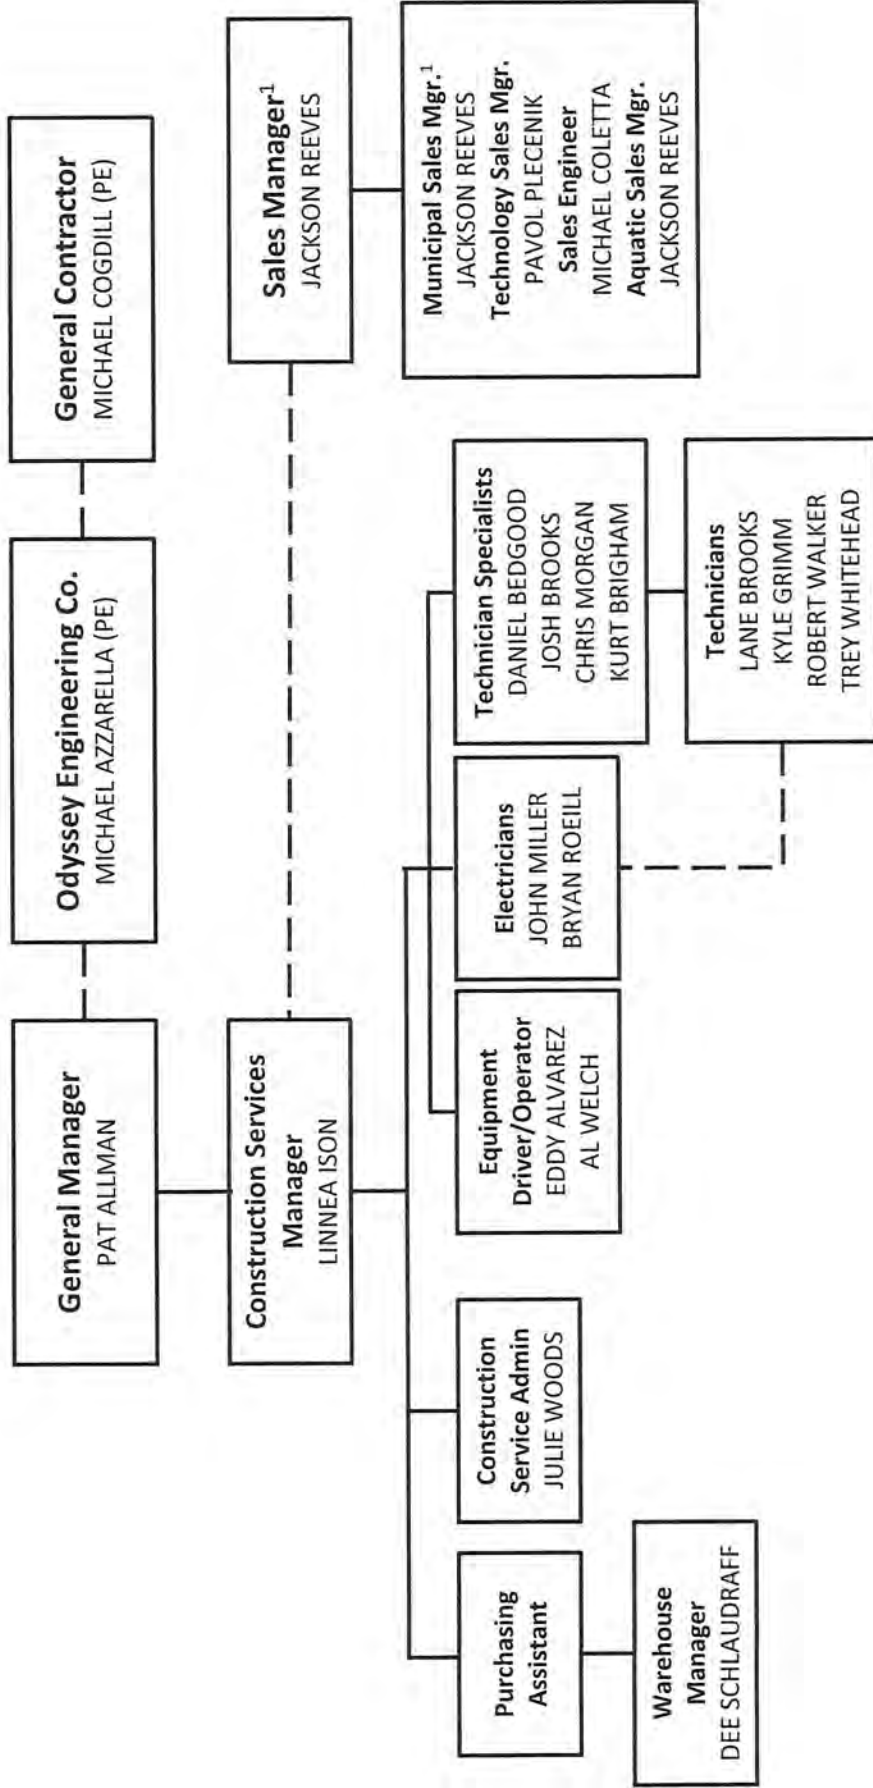 General Manager
PAT ALLMAN
Odyssey Engineering Co.
MICHAEL AZZARELLA (PE)
General Contractor
MICHAEL COGDILL (PE)
Construction Services
Manager
LINNEA ISON
Sales Manager¹
JACKSON REEVES
Purchasing
Assistant
Construction
Service Admin
JULIE WOODS
Equipment
Driver/Operator
EDDY ALVAREZ
AL WELCH
Electricians
JOHN MILLER
BRYAN ROEILL
Technician Specialists
DANIEL BEDGOOD
JOSH BROOKS
CHRIS MORGAN
KURT BRIGHAM
Municipal Sales Mgr.¹
JACKSON REEVES
Technology Sales Mgr.
PAVOL PLECENIK
Sales Engineer
MICHAEL COLETTA
Aquatic Sales Mgr.
JACKSON REEVES
Warehouse
Manager
DEE SCHLAUDRAFF
Technicians
LANE BROOKS
KYLE GRIMM
ROBERT WALKER
TREY WHITEHEAD